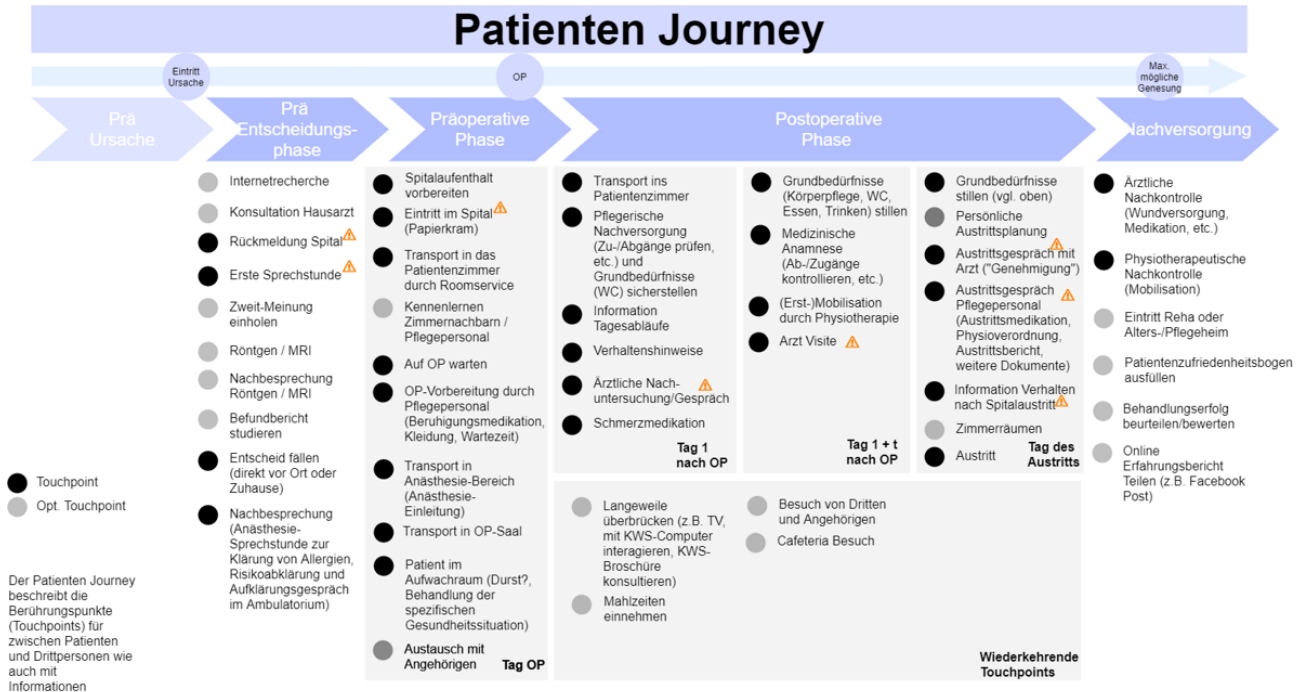 Patienten Journey
Eintritt
Ursache
OP
Max.
mögliche
Genesung
Prä
Ursache
Prä
Entscheidungs-
phase
Präoperative
Phase
Postoperative
Phase
Nachversorgung
Internetrecherche
Konsultation Hausarzt
Rückmeldung Spital
Erste Sprechstunde
Zweit-Meinung
einholen
Röntgen / MRI
Nachbesprechung
Röntgen / MRI
Befundbericht
studieren
Entscheid fällen
(direkt vor Ort oder
Zuhause)
Nachbesprechung
(Anästhesie-
Sprechstunde zur
Klärung von Allergien,
Risikoabklärung und
Aufklärungsgespräch
im Ambulatorium)
Spitalaufenthalt
vorbereiten
Eintritt im Spital
(Papierkram)
Transport in das
Patientenzimmer
durch Roomservice
Kennenlernen
Zimmernachbarn /
Pflegepersonal
Auf OP warten
OP-Vorbereitung durch
Pflegepersonal
(Beruhigungsmedikation,
Kleidung, Wartezeit)
Transport in
Anästhesie-Bereich
(Anästhesie-
Einleitung)
Transport in OP-Saal
Patient im
Aufwachraum (Durst?,
Behandlung der
spezifischen
Gesundheitssituation)
Austausch mit
Angehörigen
Tag OP
Transport ins
Patientenzimmer
Pflegerische
Nachversorgung
(Zu-/Abgänge prüfen,
etc.) und
Grundbedürfnisse
(WC) sicherstellen
Information
Tagesabläufe
Verhaltenshinweise
Ärztliche Nach-
untersuchung/Gespräch
Schmerzmedikation
Tag 1
nach OP
Grundbedürfnisse
(Körperpflege, WC,
Essen, Trinken) stillen
Medizinische
Anamnese
(Ab-/Zugänge
kontrollieren, etc.)
(Erst-)Mobilisation
durch Physiotherapie
Arzt Visite
Tag 1 + t
nach OP
Grundbedürfnisse
stillen (vgl. oben)
Persönliche
Austrittsplanung
Austrittsgespräch mit
Arzt ("Genehmigung")
Austrittsgespräch
Pflegepersonal
(Austrittsmedikation,
Physioverordnung,
Austrittsbericht,
weitere Dokumente)
Information Verhalten
nach Spitalaustritt
Zimmerräumen
Austritt
Tag des
Austritts
Langeweile
überbrücken (z.B. TV,
mit KWS-Computer
interagieren, KWS-
Broschüre
konsultieren)
Mahlzeiten
einnehmen
Besuch von Dritten
und Angehörigen
Cafeteria Besuch
Wiederkehrende
Touchpoints
Ärztliche
Nachkontrolle
(Wundversorgung,
Medikation, etc.)
Physiotherapeutische
Nachkontrolle
(Mobilisation)
Eintritt Reha oder
Alters-/Pflegeheim
Patientenzufriedenheitsbogen
ausfüllen
Behandlungserfolg
beurteilen/bewerten
Online
Erfahrungsbericht
Teilen (z.B. Facebook
Post)
Touchpoint
Opt. Touchpoint
Der Patienten Journey
beschreibt die
Berührungspunkte
(Touchpoints) für
zwischen Patienten
und Drittpersonen wie
auch mit
Informationen